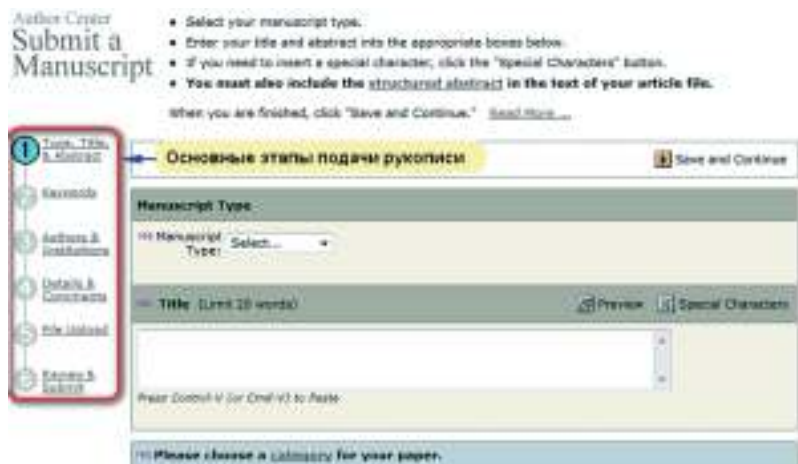 Author Center
Submit a
Manuscript
• Select your manuscript type.
• Enter your title and abstract into the appropriate boxes below.
• If you need to insert a special character, click the "Special Characters" button.
• You must also include the structured abstract in the text of your article file.
When you are finished, click "Save and Continue." Read More ...
1 Type, Title, & Abstract
Основные этапы подачи рукописи
Save and Continue
Keywords
Authors & Institutions
Details & Comments
File Upload
Review & Submit
Manuscript Type
Manuscript Type: Select...
Title (Limit 20 words)
Preview
Special Characters
Press Control-V (or Cmd-V) to Paste
Please choose a category for your paper.